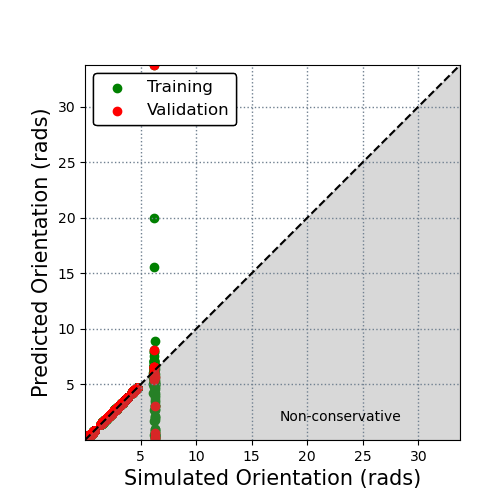 Training
Validation
30
25
20
15
10
5
Predicted Orientation (rads)
Non-conservative
5
10
15
20
25
30
Simulated Orientation (rads)